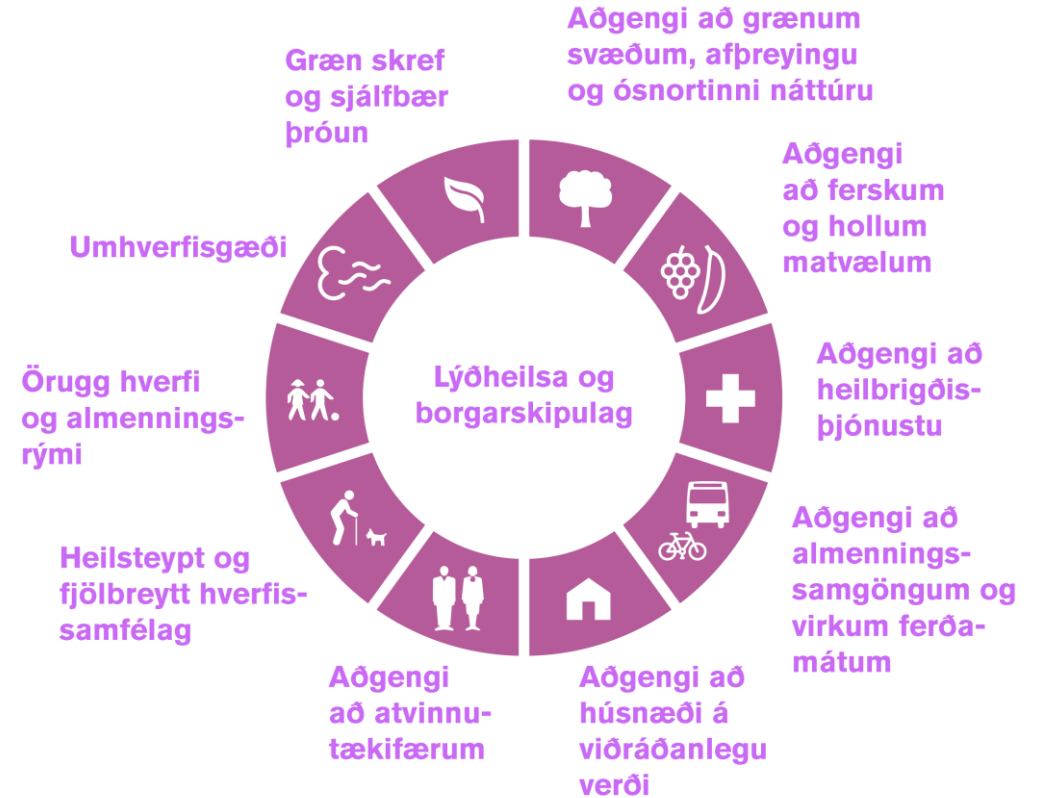 Aðgengi að grænum
svæðum, afþreyingu
og ósnortinni náttúru
Aðgengi
að ferskum
og hollum
matvælum
Aðgengi að
heilbrigðis-
þjónustu
Aðgengi að
almennings-
samgöngum og
virkum ferða-
mátum
Aðgengi að
húsnæði á
viðráðanlegu
verði
Aðgengi
að atvinnu-
tækifærum
Heilsteypt og
fjölbreytt hverfis-
samfélag
Örugg hverfi
og almennings-
rými
Umhverfisgæði
Græn skref
og sjálfbær
þróun
Lýðheilsa og
borgarskipulag